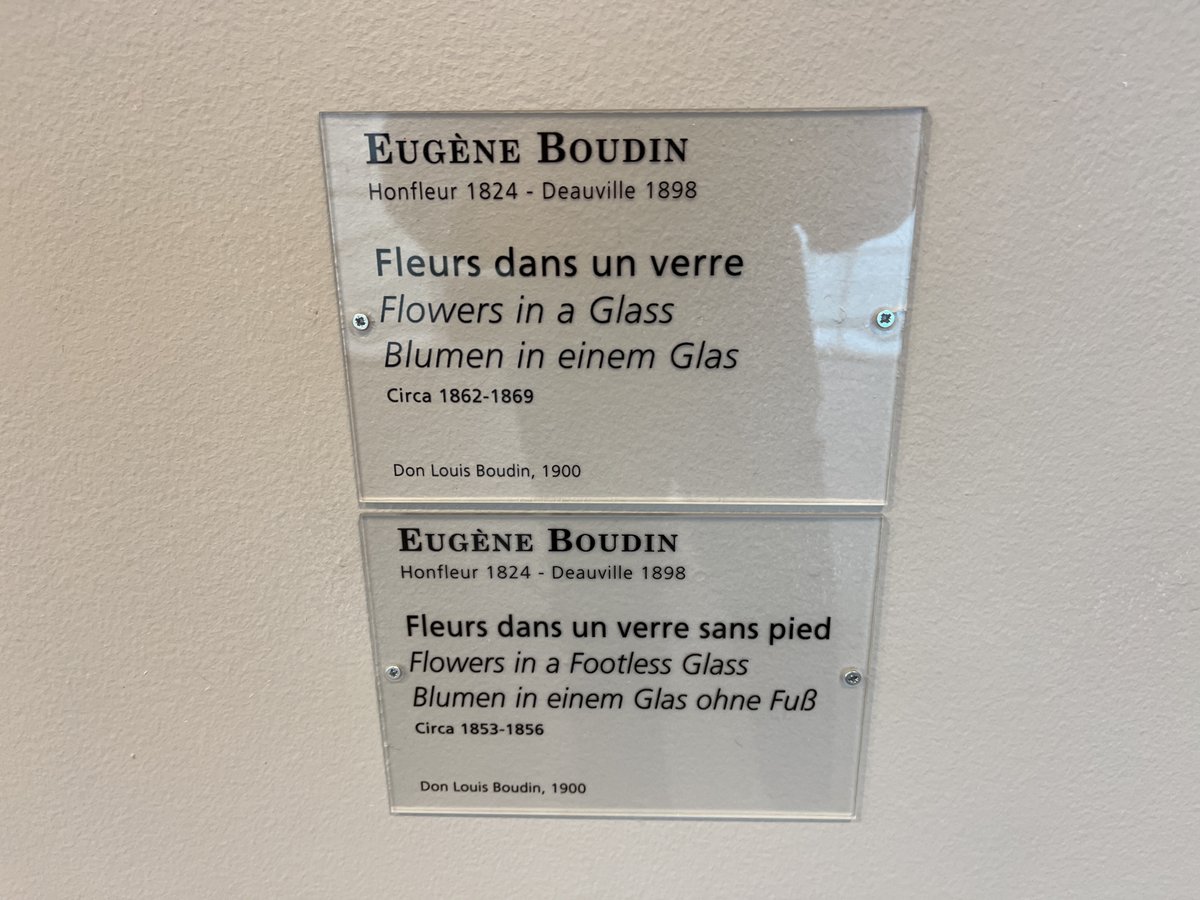 EUGÈNE BOUDIN
Honfleur 1824 - Deauville 1898
Fleurs dans un verre
Flowers in a Glass
Blumen in einem Glas
Circa 1862-1869
Don Louis Boudin, 1900
EUGÈNE BOUDIN
Honfleur 1824 - Deauville 1898
Fleurs dans un verre sans pied
Flowers in a Footless Glass
Blumen in einem Glas ohne Fuß
Circa 1853-1856
Don Louis Boudin, 1900